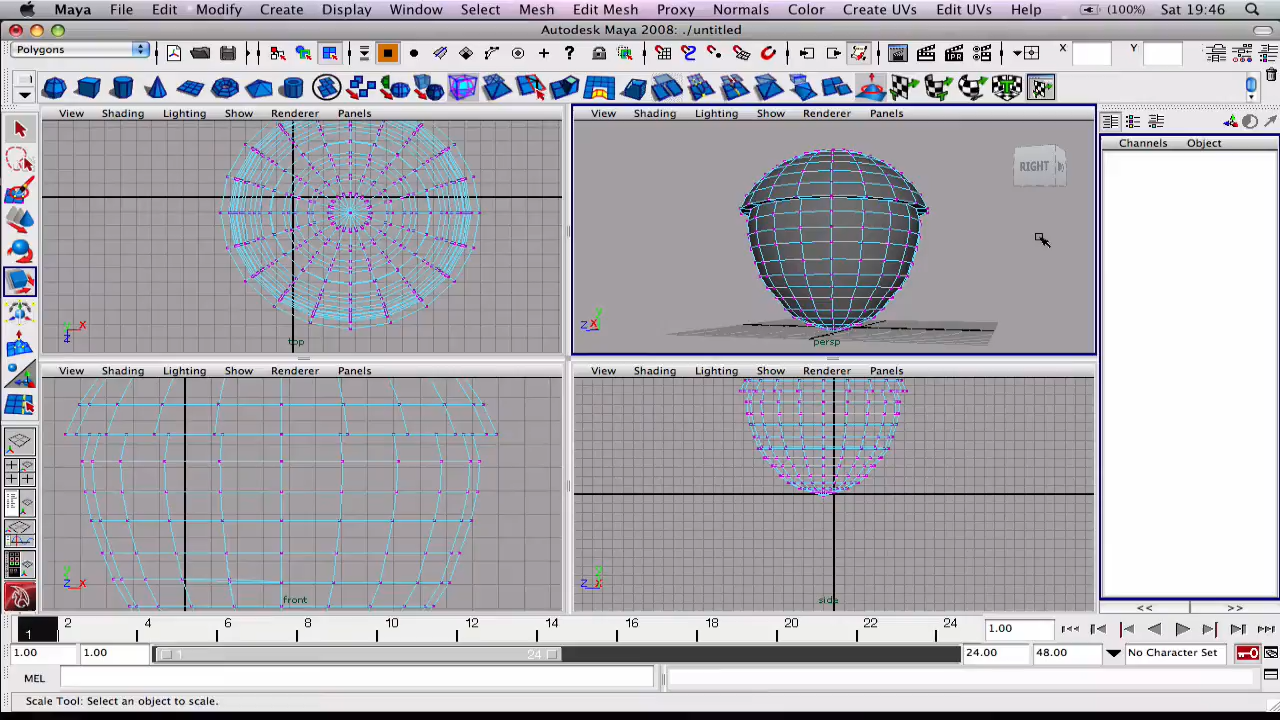 Maya File Edit Modify Create Display Window Select Mesh Edit Mesh Proxy Normals Color Create UVs Edit UVs Help (100%) Sat 19:46
Autodesk Maya 2008: ./untitled
Polygons X Y
View Shading Lighting Show Renderer Panels
View Shading Lighting Show Renderer Panels
Channels Object
RIGHT
y x z
top
y z x
persp
View Shading Lighting Show Renderer Panels
View Shading Lighting Show Renderer Panels
y z x
front
z
side
<< >>
1 2 4 6 8 10 12 14 16 18 20 22 24 1.00
1.00 1.00 1 24 24.00 48.00 No Character Set
MEL
Scale Tool: Select an object to scale.